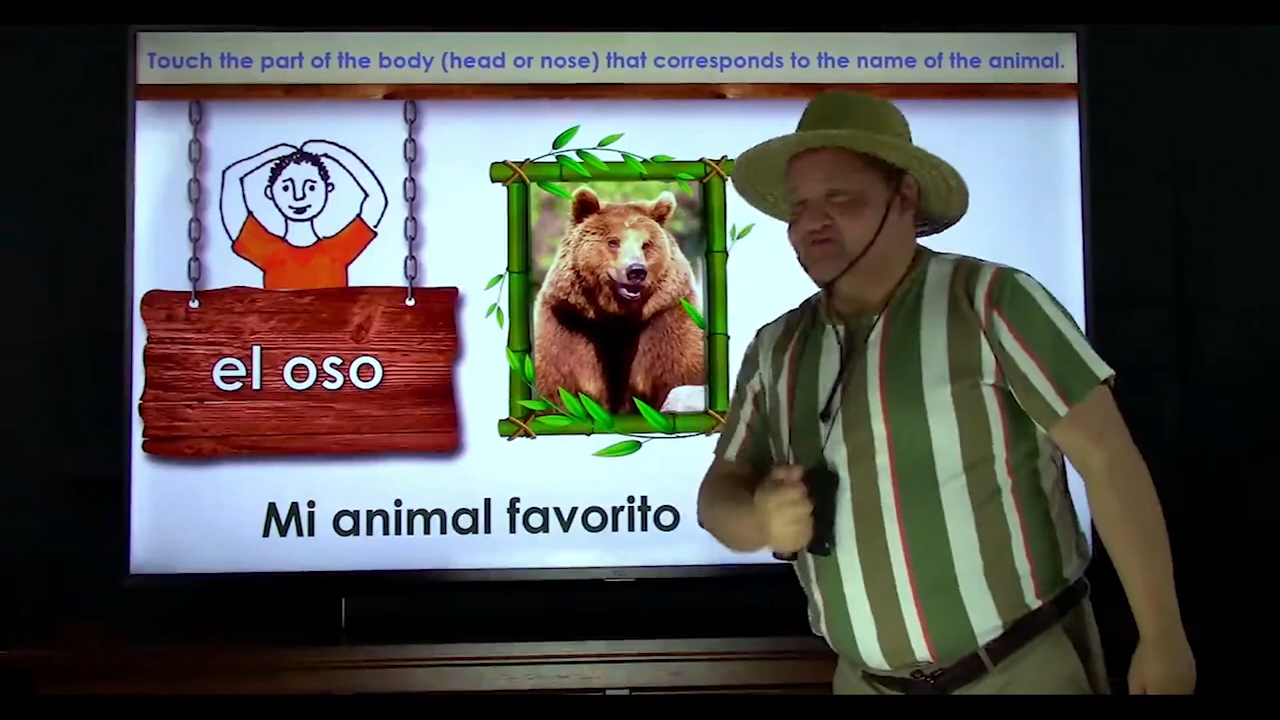 Touch the part of the body (head or nose) that corresponds to the name of the animal.
el oso
Mi animal favorito